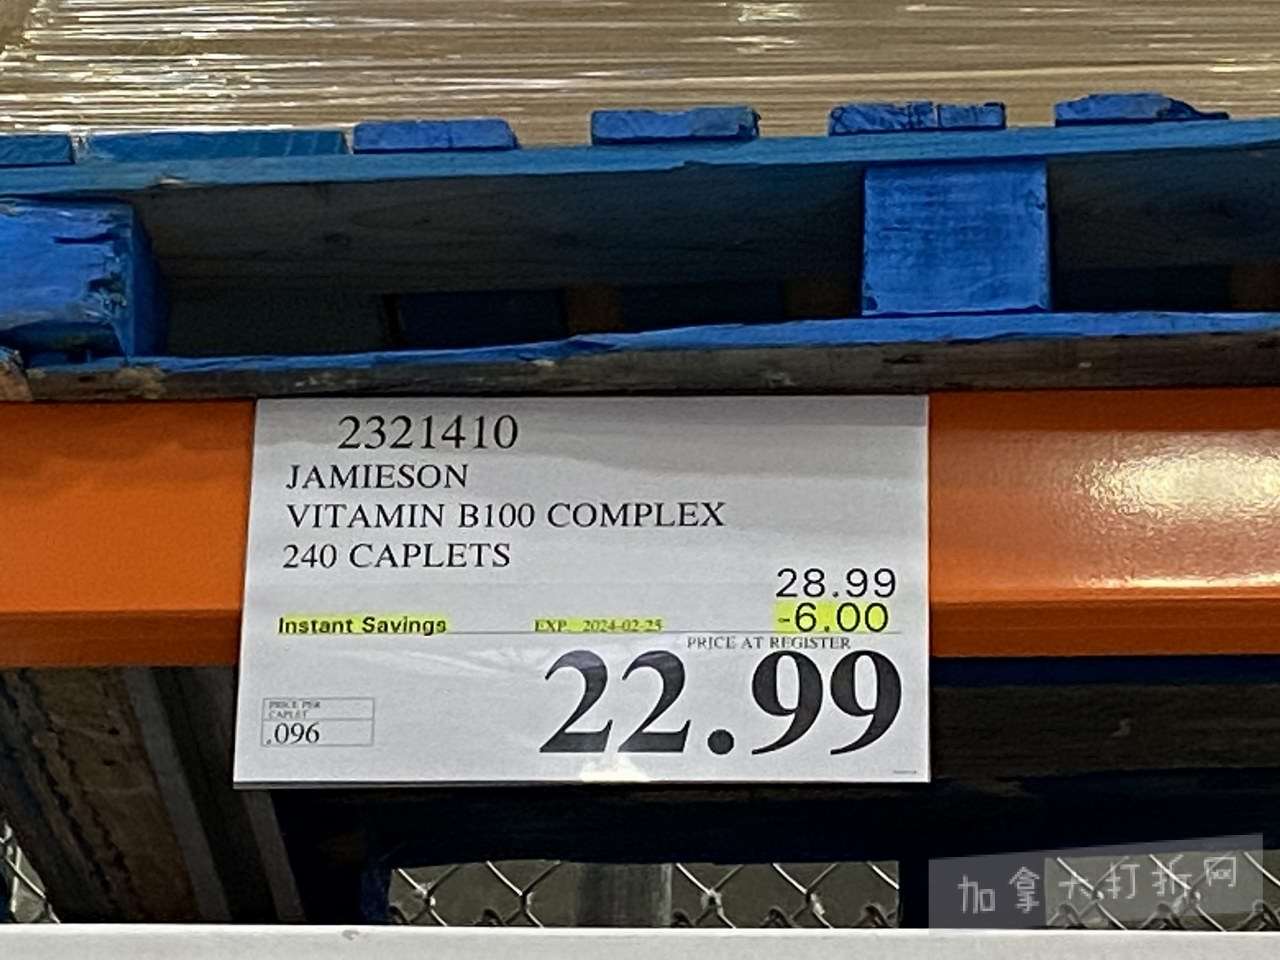 2321410
JAMIESON
VITAMIN B100 COMPLEX
240 CAPLETS
28.99
Instant Savings EXP. 2024-02-25 -6.00
PRICE AT REGISTER
22.99
PRICE PER
CAPLET
.096
加拿大打折网